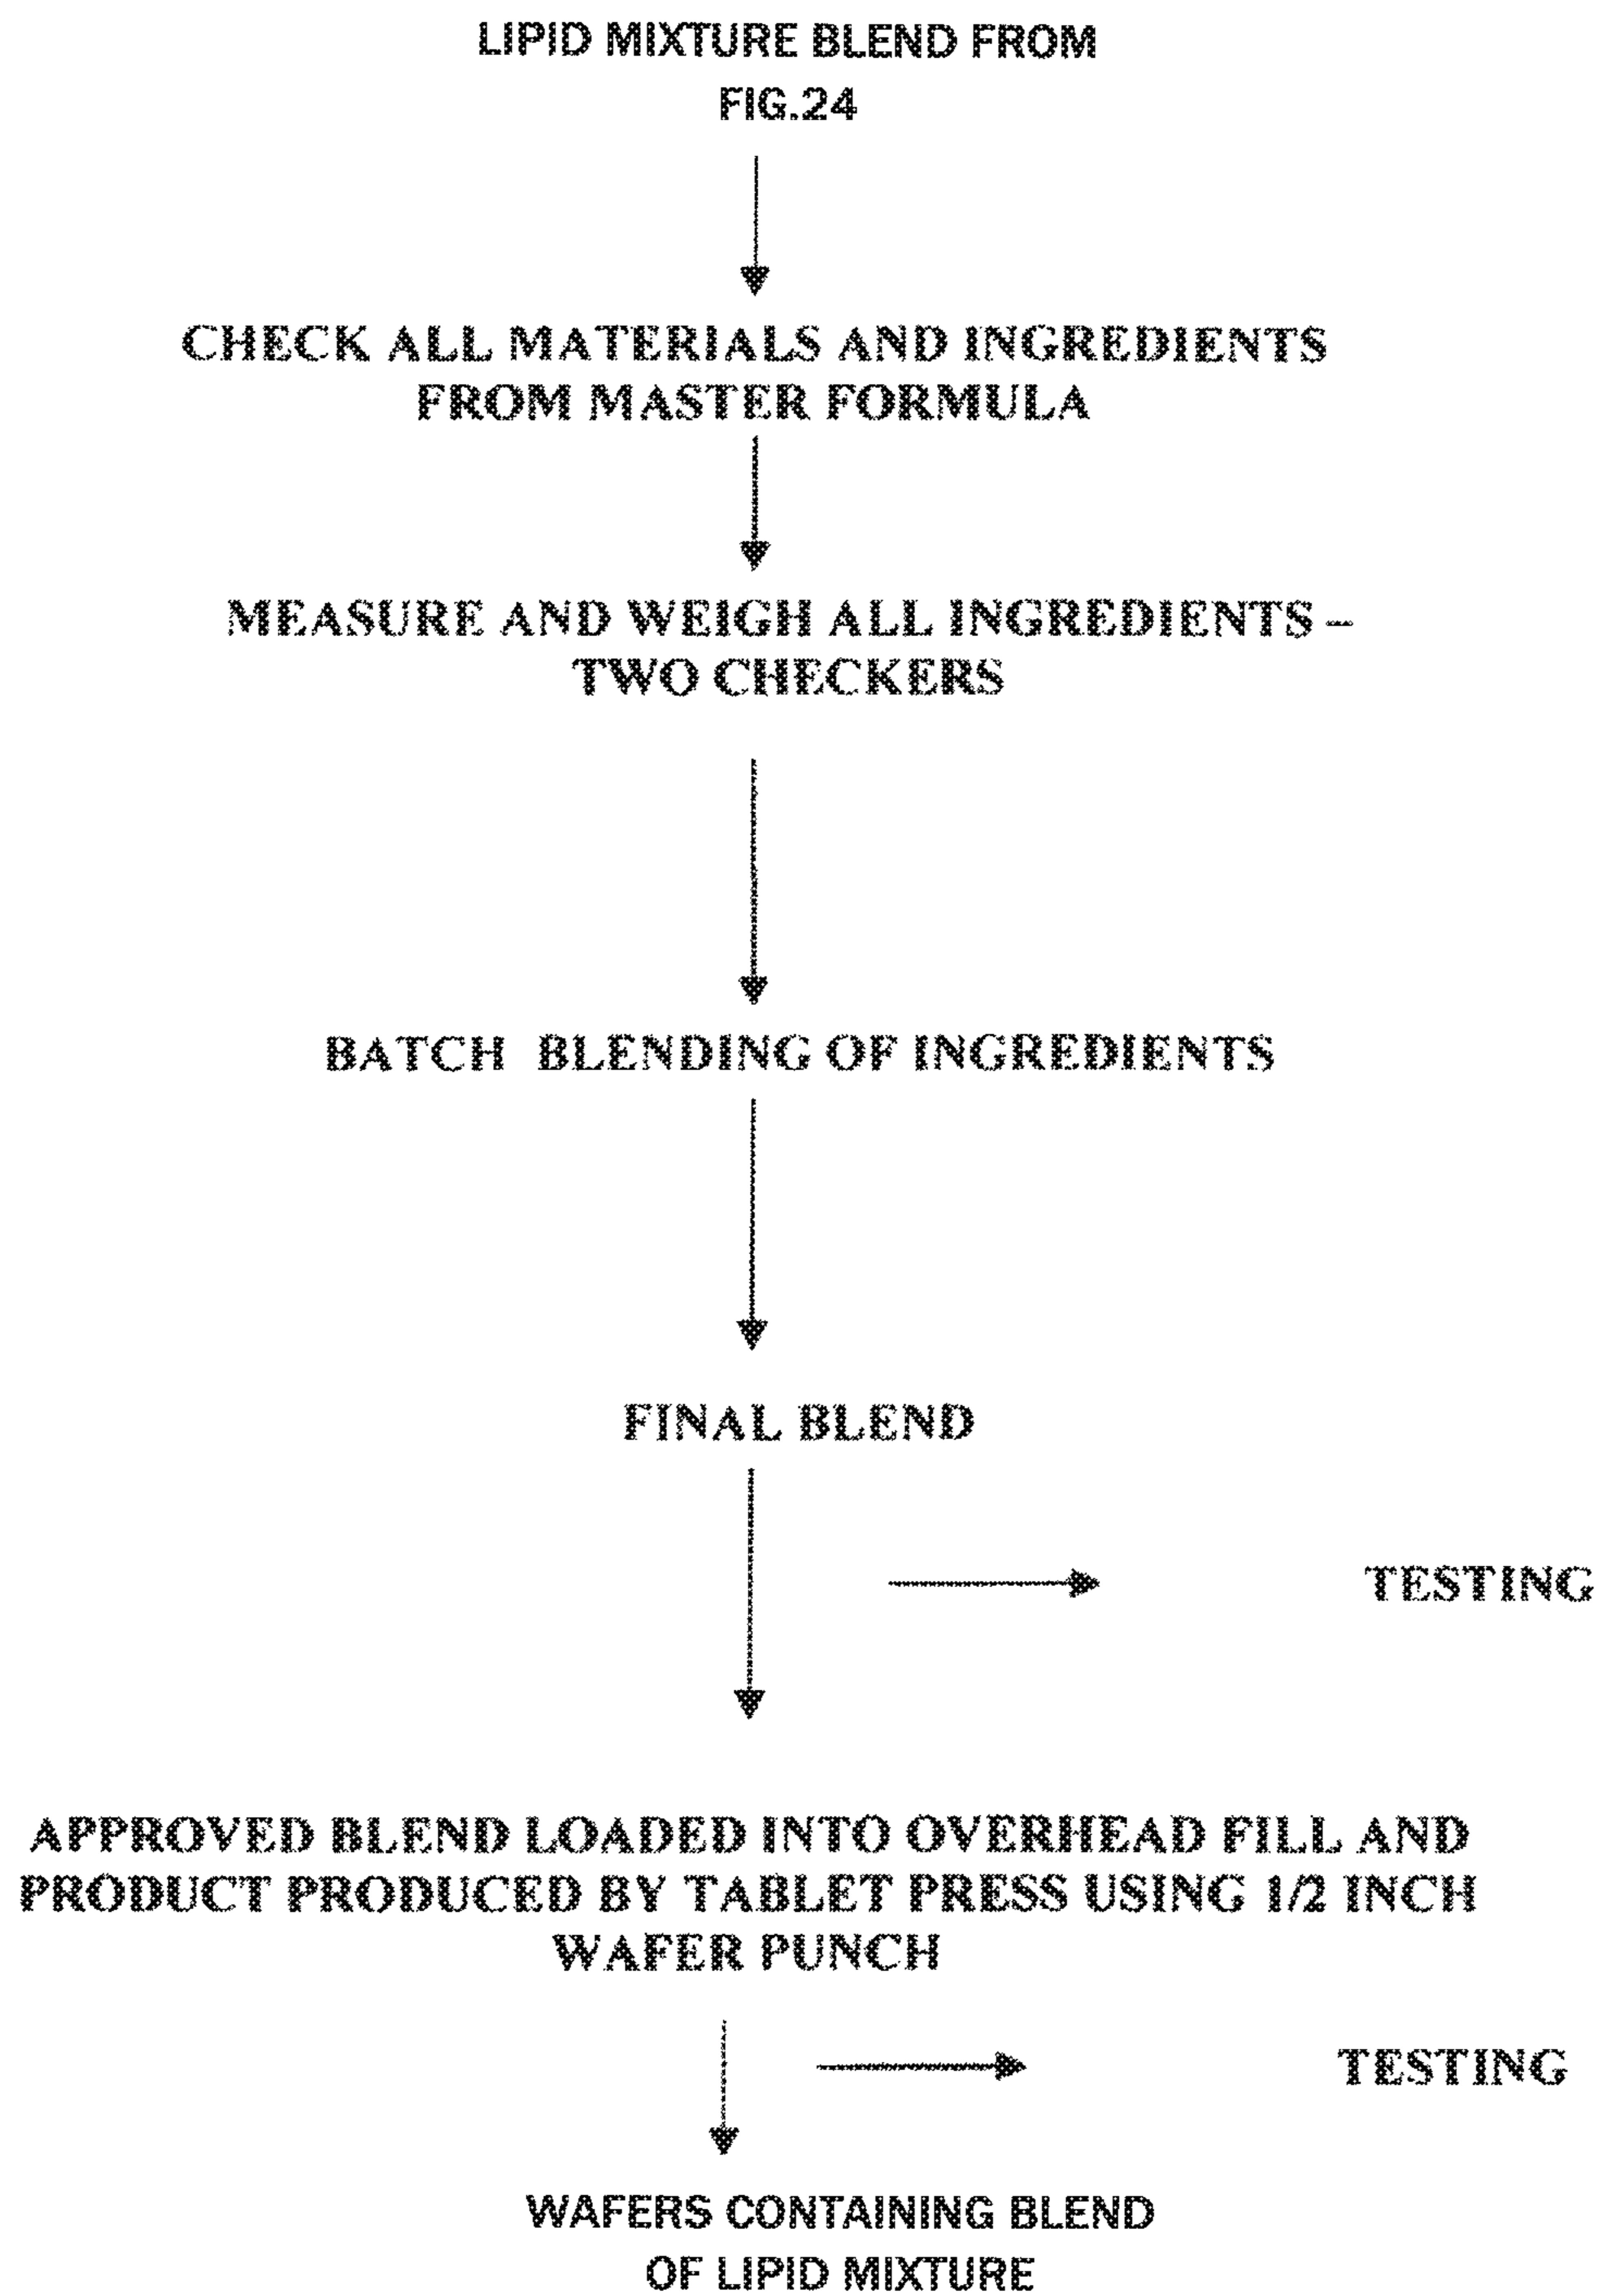 LIPID MIXTURE BLEND FROM
FIG.24
CHECK ALL MATERIALS AND INGREDIENTS
FROM MASTER FORMULA
MEASURE AND WEIGH ALL INGREDIENTS –
TWO CHECKERS
BATCH BLENDING OF INGREDIENTS
FINAL BLEND
TESTING
APPROVED BLEND LOADED INTO OVERHEAD FILL AND
PRODUCT PRODUCED BY TABLET PRESS USING 1/2 INCH
WAFER PUNCH
TESTING
WAFERS CONTAINING BLEND
OF LIPID MIXTURE